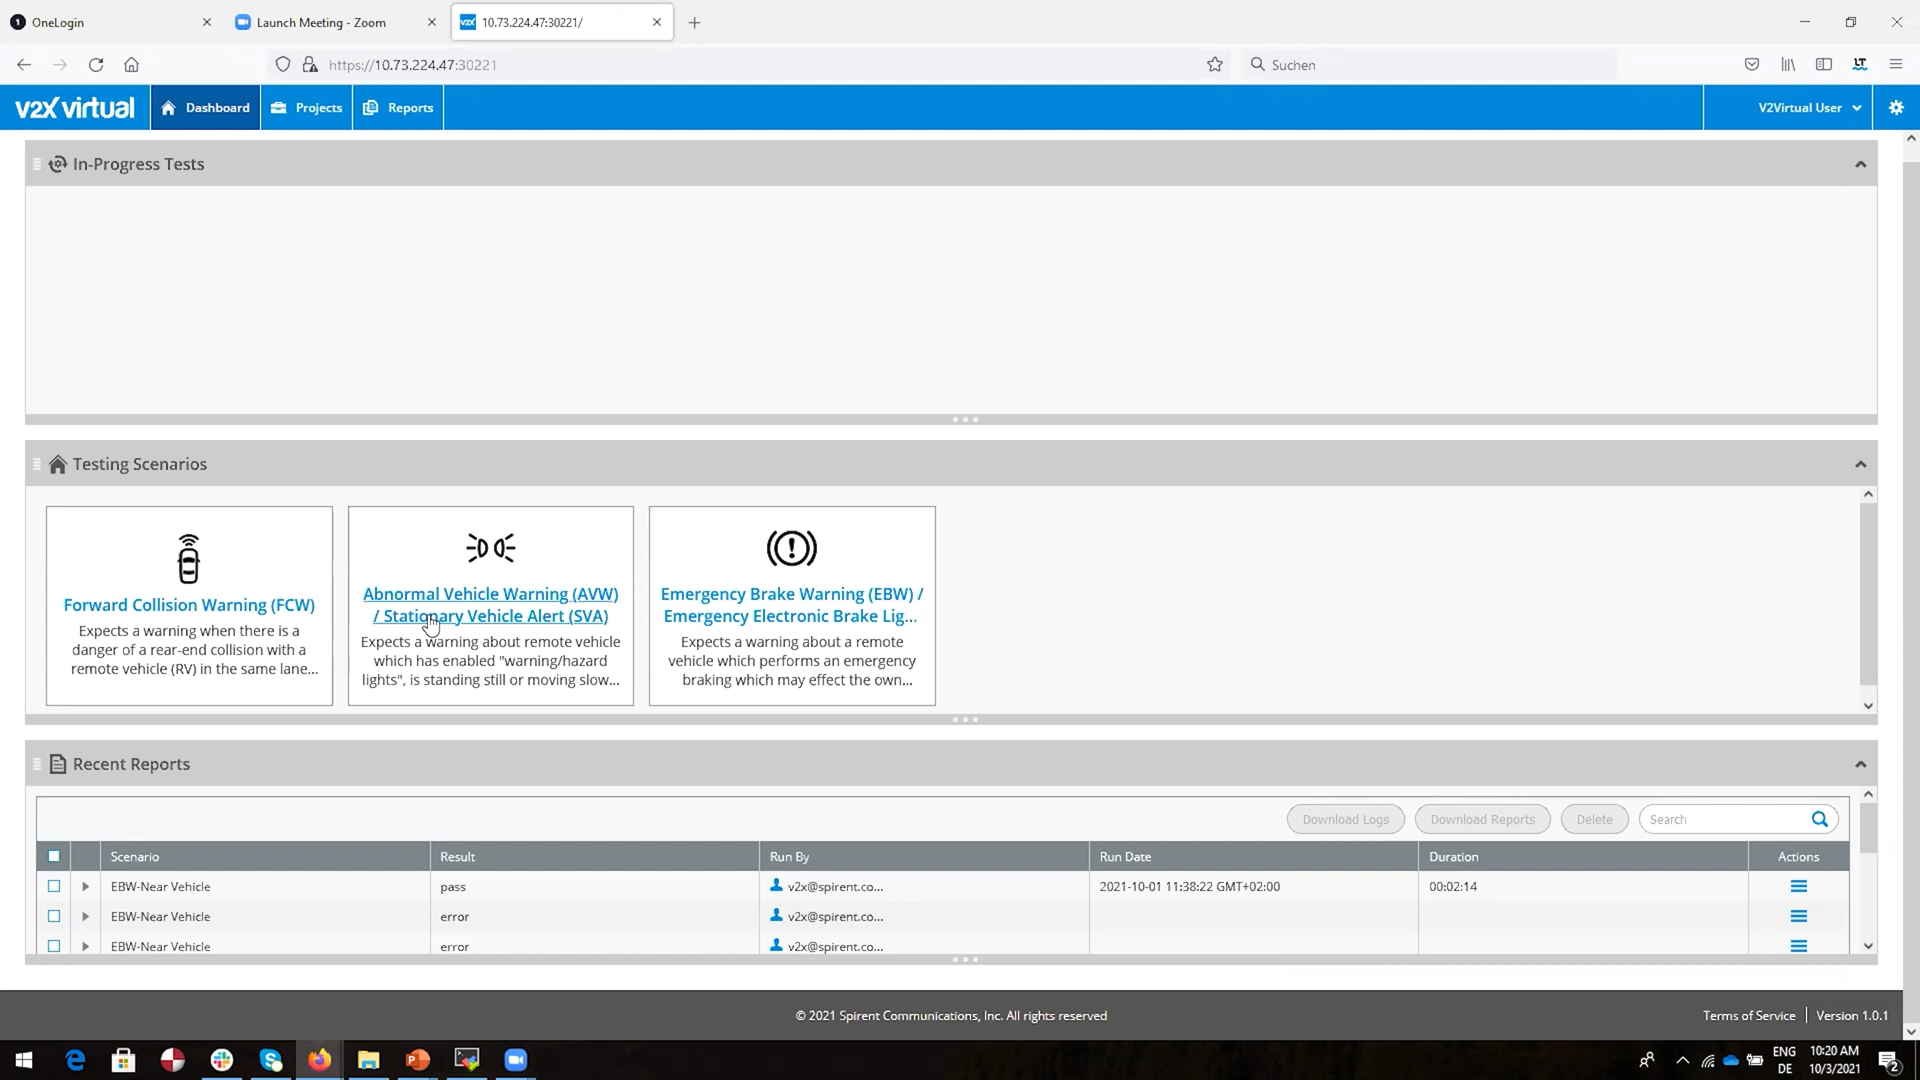 OneLogin
Launch Meeting - Zoom
10.73.224.47:30221/
https://10.73.224.47:30221
Suchen
v2x virtual
Dashboard
Projects
Reports
V2Virtual User
In-Progress Tests
Testing Scenarios
Forward Collision Warning (FCW)
Expects a warning when there is a
danger of a rear-end collision with a
remote vehicle (RV) in the same lane...
Abnormal Vehicle Warning (AVW)
/ Stationary Vehicle Alert (SVA)
Expects a warning about remote vehicle
which has enabled "warning/hazard
lights", is standing still or moving slow...
Emergency Brake Warning (EBW) /
Emergency Electronic Brake Lig...
Expects a warning about a remote
vehicle which performs an emergency
braking which may effect the own...
Recent Reports
Download Logs
Download Reports
Delete
Search
Scenario Result Run By Run Date Duration Actions
EBW-Near Vehicle pass v2x@spirent.co... 2021-10-01 11:38:22 GMT+02:00 00:02:14
EBW-Near Vehicle error v2x@spirent.co...
EBW-Near Vehicle error v2x@spirent.co...
© 2021 Spirent Communications, Inc. All rights reserved
Terms of Service
Version 1.0.1
ENG
DE
10:20 AM
10/3/2021
2